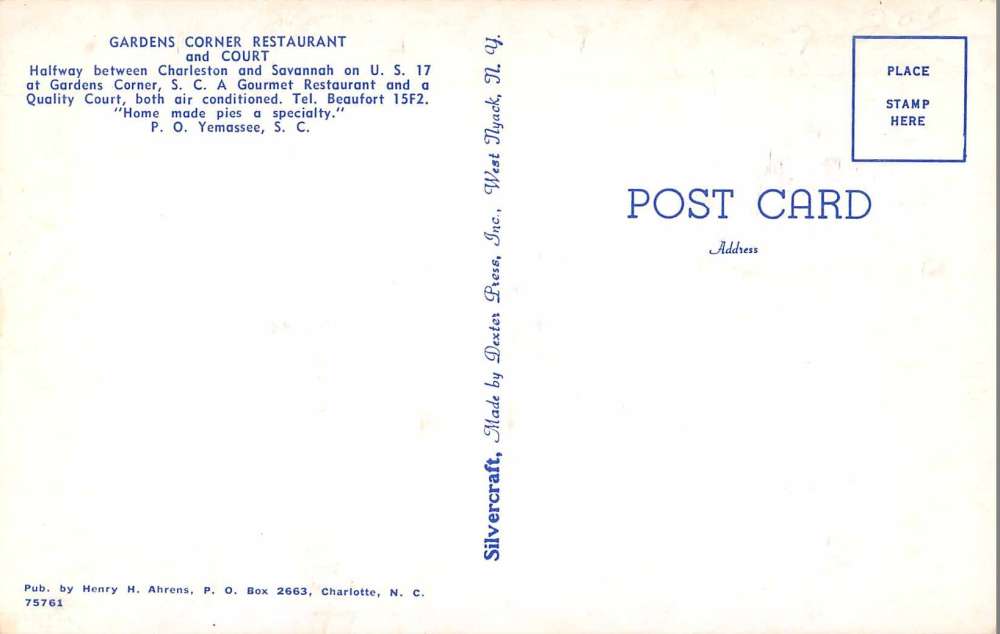 GARDENS CORNER RESTAURANT
and COURT
Halfway between Charleston and Savannah on U. S. 17
at Gardens Corner, S. C. A Gourmet Restaurant and a
Quality Court, both air conditioned. Tel. Beaufort 15F2.
"Home made pies a specialty."
P. O. Yemassee, S. C.
Pub. by Henry H. Ahrens, P. O. Box 2663, Charlotte, N. C.
75761
Silvercraft, Made by Dexter Press, Inc., West Nyack, N. Y.
PLACE
STAMP
HERE
POST CARD
Address